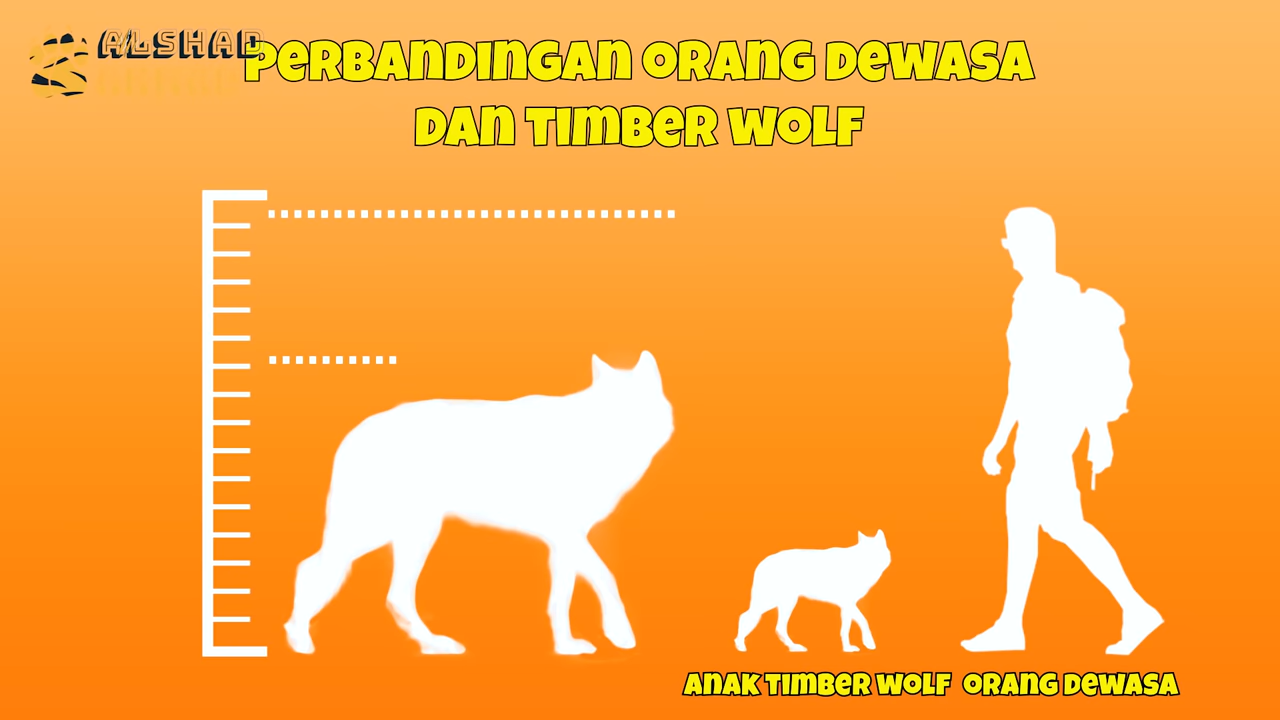 ALSHAD
PeRBANDINGAN ORANG DeWASA
DAN TIMBeR WOLF
ANAK TIMBeR WOLF ORANG DeWASA